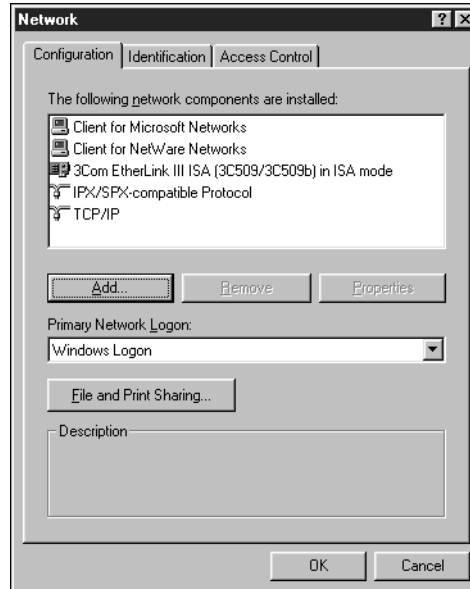 Network
Configuration Identification Access Control
The following network components are installed:
Client for Microsoft Networks
Client for NetWare Networks
3Com EtherLink III ISA (3C509/3C509b) in ISA mode
IPX/SPX-compatible Protocol
TCP/IP
Add... Remove Properties
Primary Network Logon:
Windows Logon
File and Print Sharing...
Description
OK Cancel